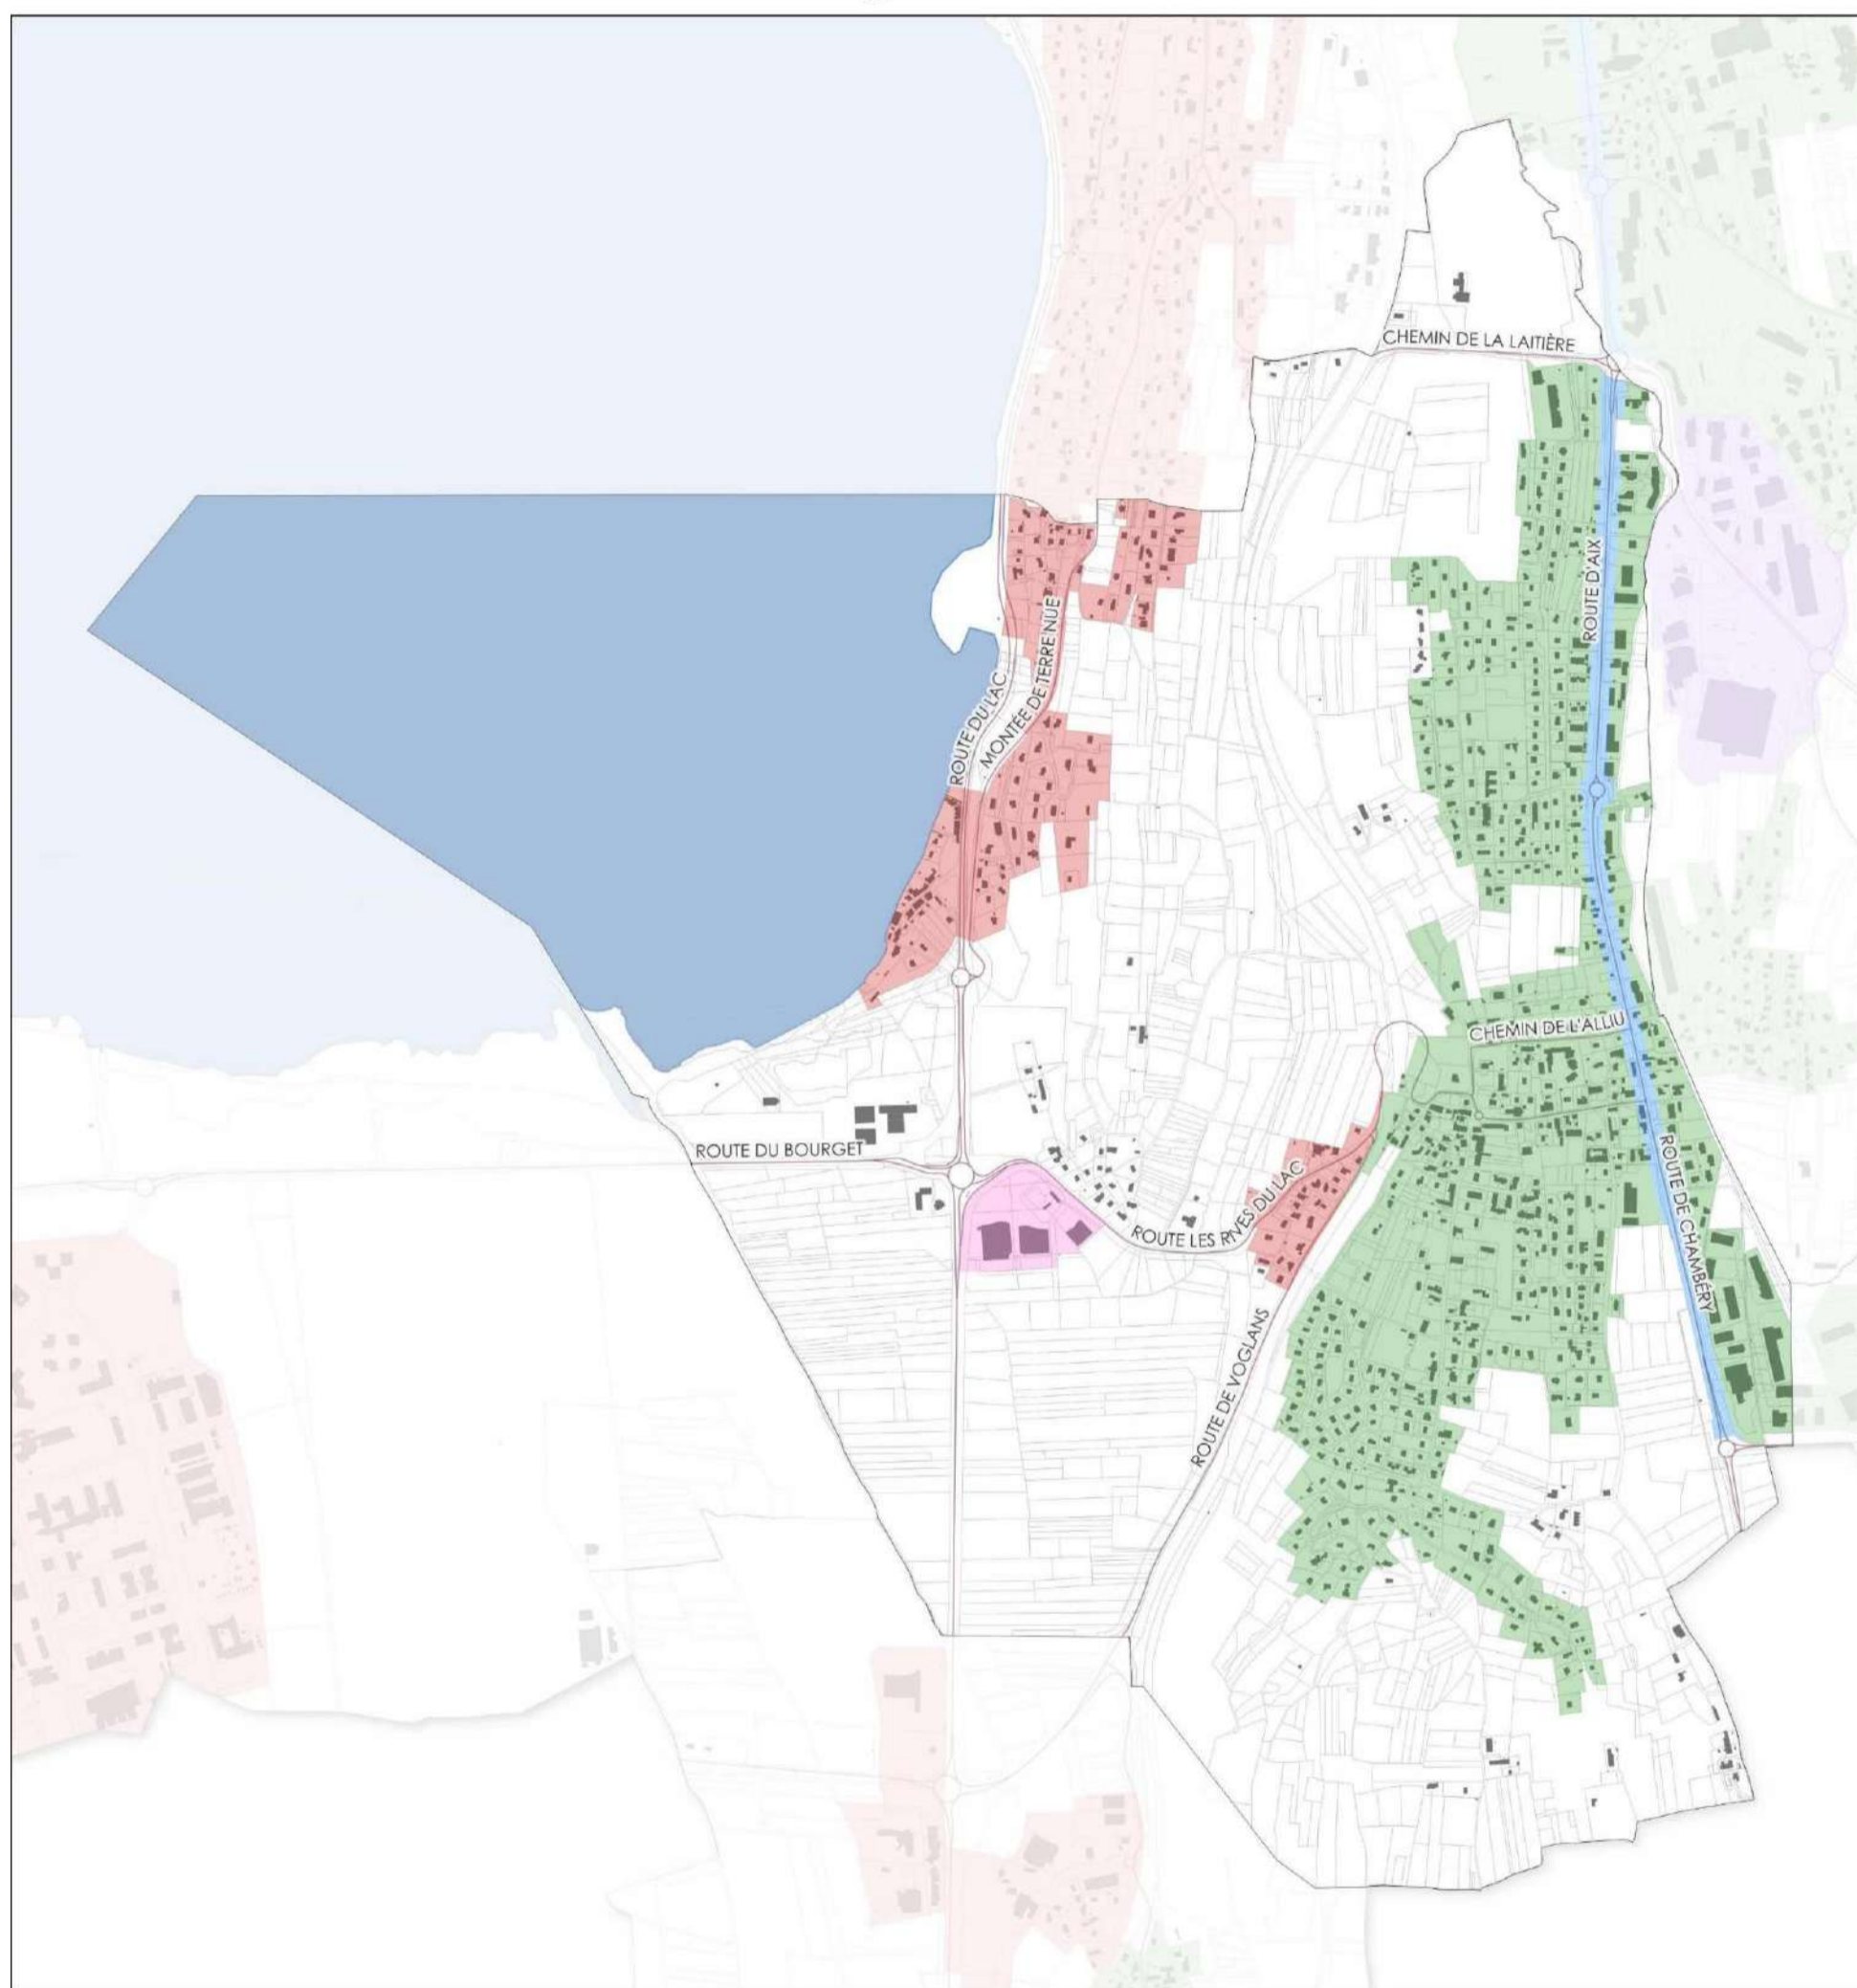 CHEMIN DE LA LAITIÈRE
ROUTE D'AIX
MONTÉE DE TERRE NUE
ROUTE DU LAC
CHEMIN DE L'ALLIU
ROUTE DU BOURGET
ROUTE LES RIVES DU LAC
ROUTE DE CHAMBÉRY
ROUTE DE VOGLANS